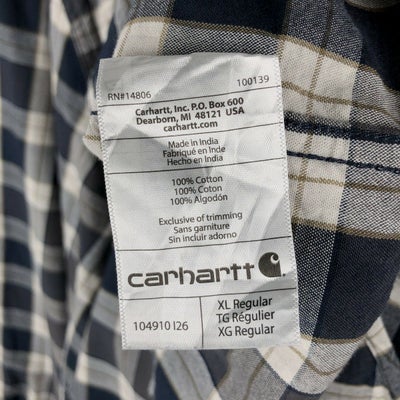 RN#14806 100139
Carhartt, Inc. P.O. Box 600
Dearborn, MI 48121 USA
carhartt.com
Made in India
Fabriqué en Inde
Hecho en India
100% Cotton
100% Coton
100% Algodón
Exclusive of trimming
Sans garniture
Sin incluir adorno
carhartt
104910 I26
XL Regular
TG Régulier
XG Regular